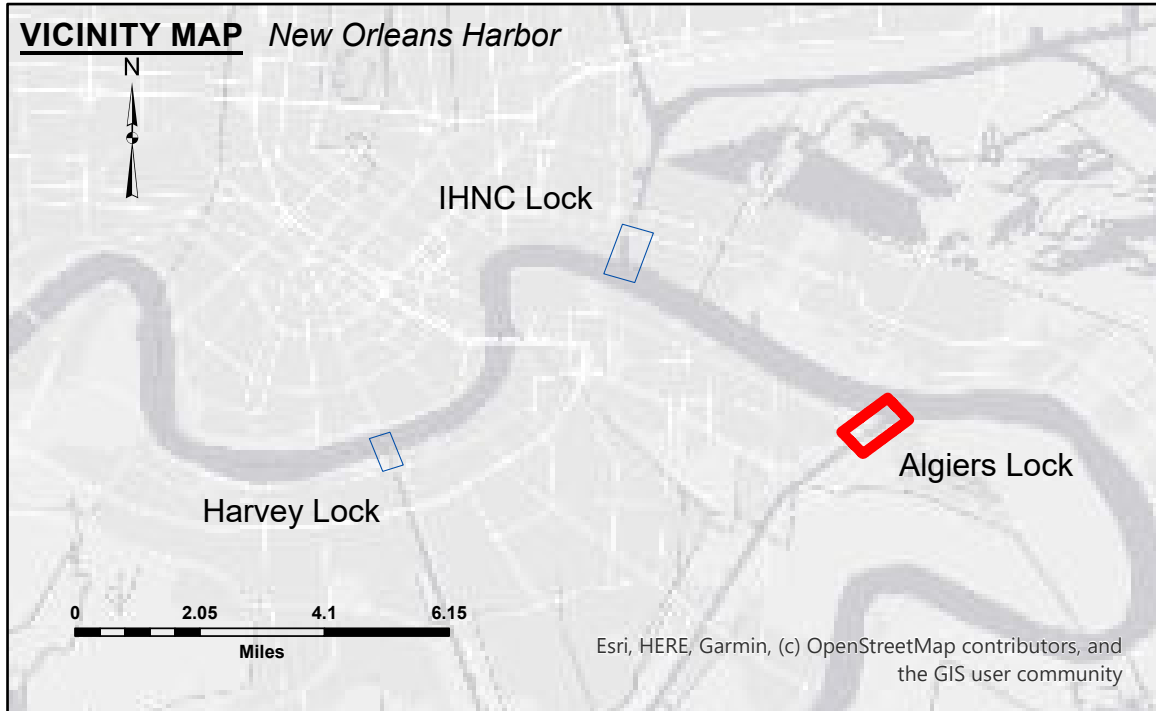 VICINITY MAP New Orleans Harbor
N
IHNC Lock
Algiers Lock
Harvey Lock
0 2.05 4.1 6.15
Miles
Esri, HERE, Garmin, (c) OpenStreetMap contributors, and
the GIS user community